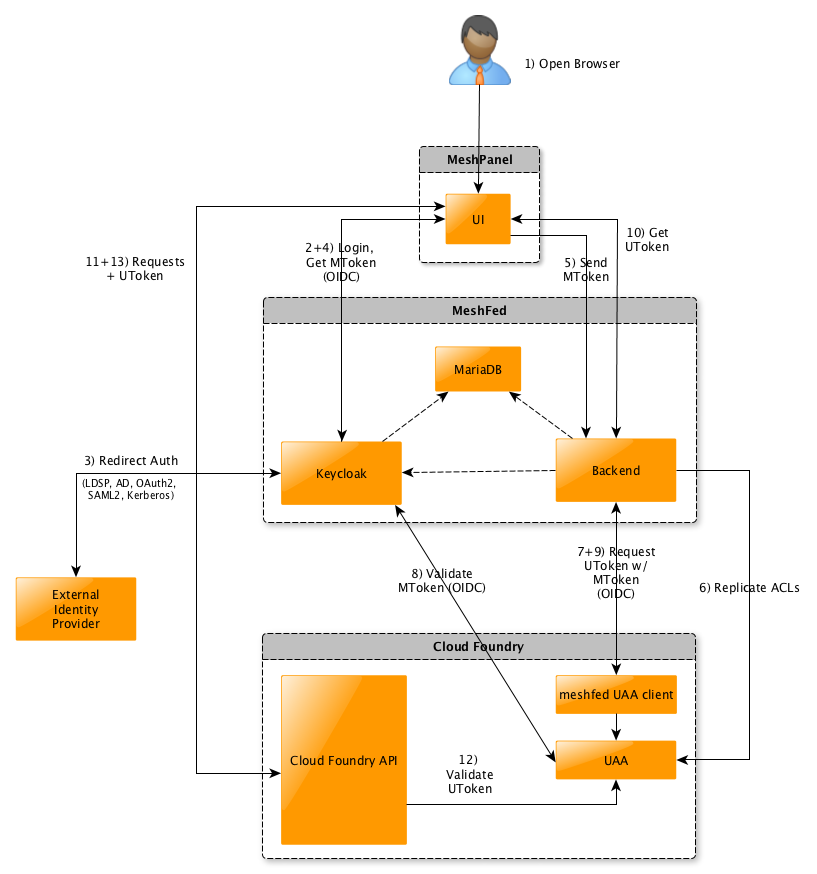 1) Open Browser
MeshPanel
UI
10) Get
UToken
2+4) Login,
Get MToken
(OIDC)
5) Send
MToken
11+13) Requests
+ UToken
MeshFed
MariaDB
Keycloak
Backend
3) Redirect Auth
(LDSP, AD, OAuth2,
SAML2, Kerberos)
External
Identity
Provider
8) Validate
MToken (OIDC)
7+9) Request
UToken w/
MToken
(OIDC)
6) Replicate ACLs
Cloud Foundry
meshfed UAA client
Cloud Foundry API
UAA
12)
Validate
UToken